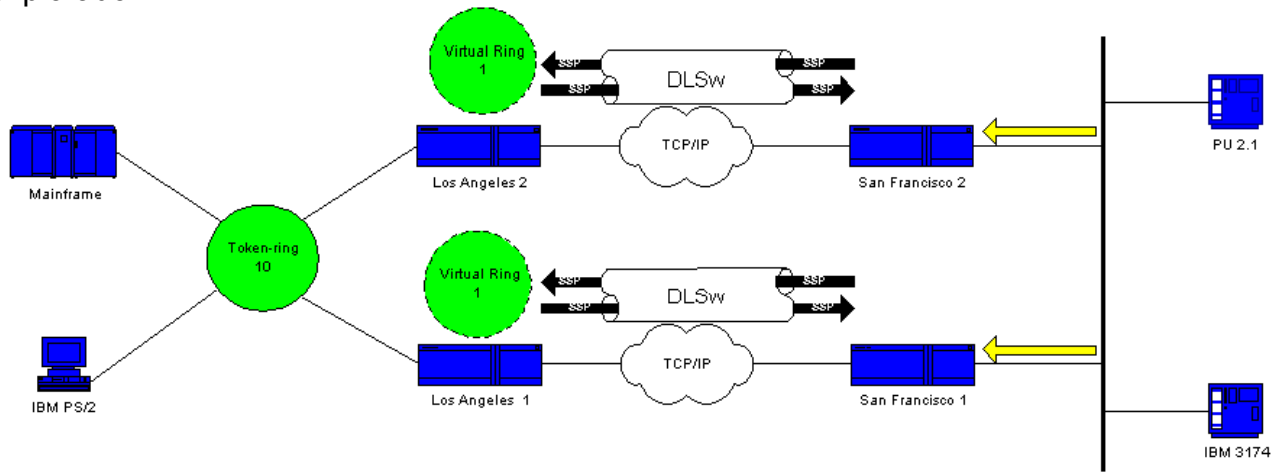 Virtual Ring
1
SSP
SSP
DLSw
SSP
SSP
Mainframe
Los Angeles 2
TCP/IP
San Francisco 2
PU 2.1
Token-ring
10
Virtual Ring
1
SSP
SSP
DLSw
SSP
SSP
IBM PS/2
Los Angeles 1
TCP/IP
San Francisco 1
IBM 3174